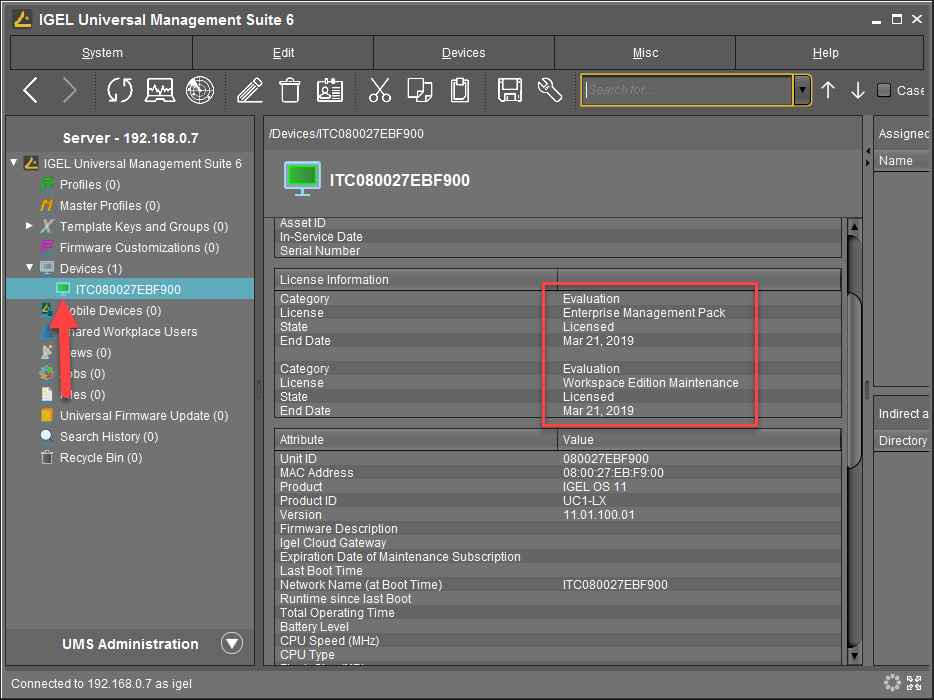 IGEL Universal Management Suite 6
System Edit Devices Misc Help
Search for...
Case
Server - 192.168.0.7
IGEL Universal Management Suite 6
Profiles (0)
Master Profiles (0)
Template Keys and Groups (0)
Firmware Customizations (0)
Devices (1)
ITC080027EBF900
obile Devices (0)
hared Workplace Users
ews (0)
obs (0)
iles (0)
Universal Firmware Update (0)
Search History (0)
Recycle Bin (0)
UMS Administration
/Devices/ITC080027EBF900
ITC080027EBF900
Asset ID
In-Service Date
Serial Number
License Information
Category Evaluation
License Enterprise Management Pack
State Licensed
End Date Mar 21, 2019
Category Evaluation
License Workspace Edition Maintenance
State Licensed
End Date Mar 21, 2019
Attribute Value
Unit ID 080027EBF900
MAC Address 08:00:27:EB:F9:00
Product IGEL OS 11
Product ID UC1-LX
Version 11.01.100.01
Firmware Description
Igel Cloud Gateway
Expiration Date of Maintenance Subscription
Last Boot Time
Network Name (at Boot Time) ITC080027EBF900
Runtime since last Boot
Total Operating Time
Battery Level
CPU Speed (MHz)
CPU Type
Assigned
Name
Indirect a
Directory
Connected to 192.168.0.7 as igel